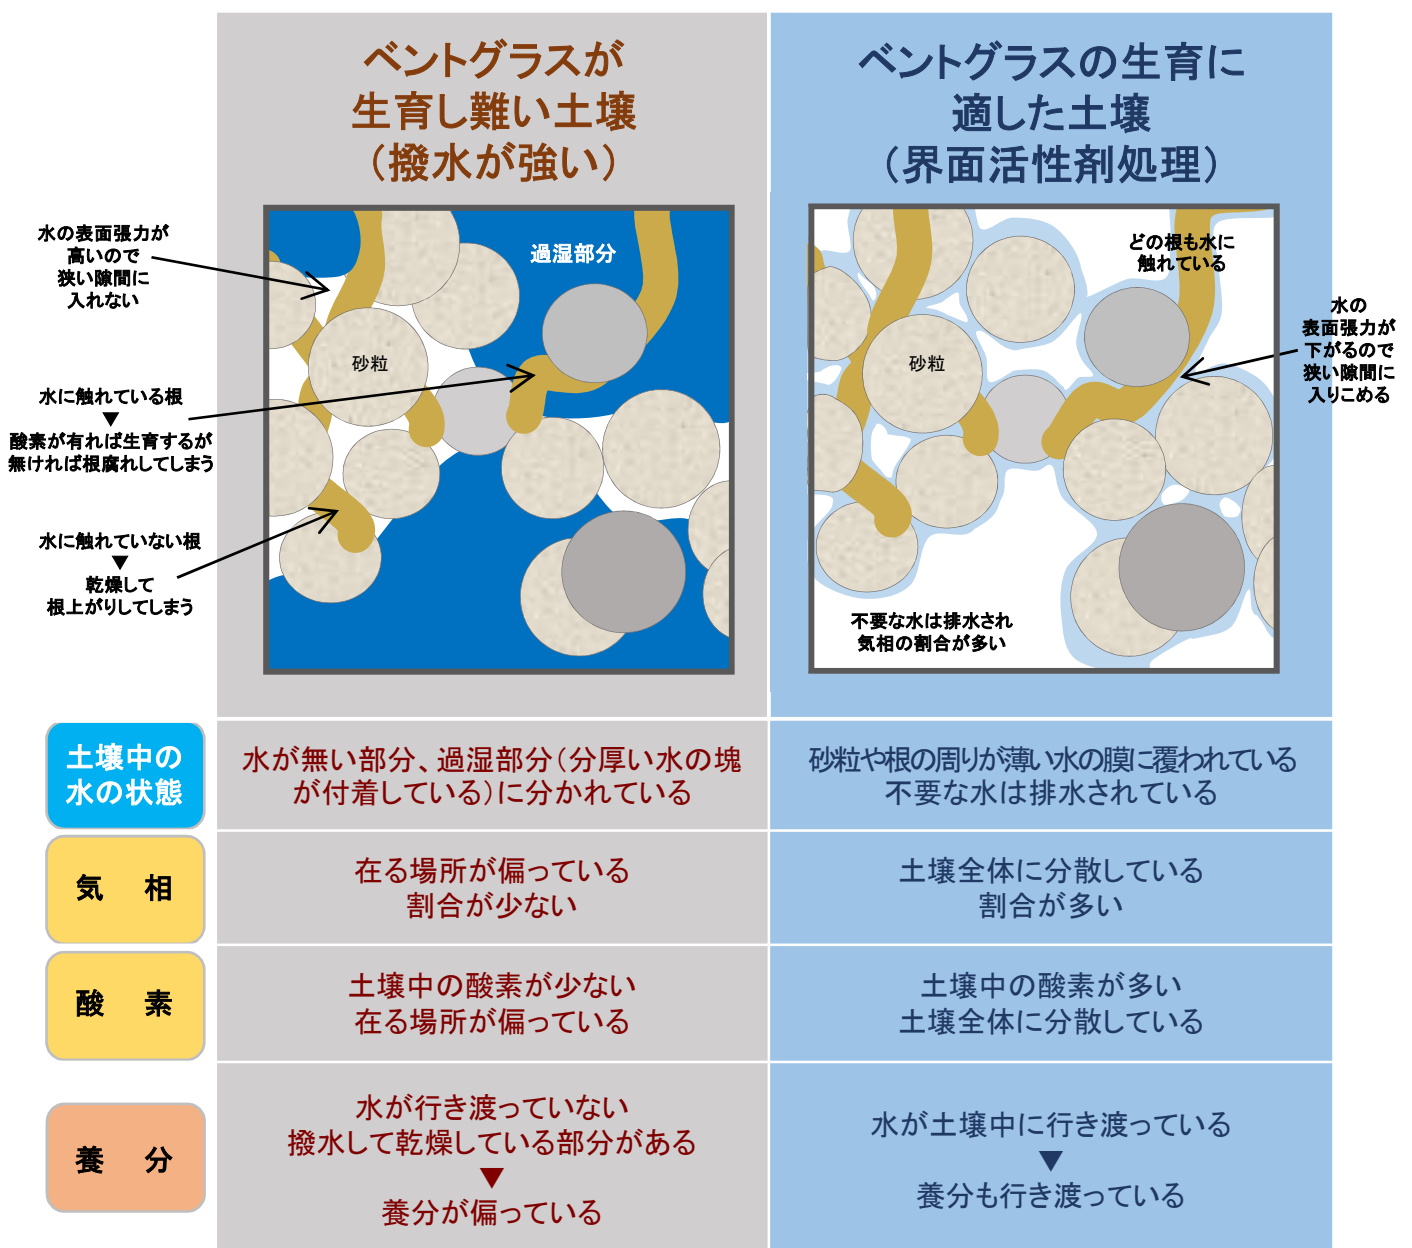 ベントグラスが
生育し難い土壌
（撥水が強い）
ベントグラスの生育に
適した土壌
（界面活性剤処理）
水の表面張力が
高いので
狭い隙間に
入れない
水に触れている根
▼
酸素が有れば生育するが
無ければ根腐れしてしまう
水に触れていない根
▼
乾燥して
根上がりしてしまう
過湿部分
砂粒
どの根も水に
触れている
砂粒
不要な水は排水され
気相の割合が多い
水の
表面張力が
下がるので
狭い隙間に
入りこめる
土壌中の
水の状態
水が無い部分、過湿部分（分厚い水の塊
が付着している）に分かれている
砂粒や根の周りが薄い水の膜に覆われている
不要な水は排水されている
気　相
在る場所が偏っている
割合が少ない
土壌全体に分散している
割合が多い
酸　素
土壌中の酸素が少ない
在る場所が偏っている
土壌中の酸素が多い
土壌全体に分散している
養　分
水が行き渡っていない
撥水して乾燥している部分がある
▼
養分が偏っている
水が土壌中に行き渡っている
▼
養分も行き渡っている